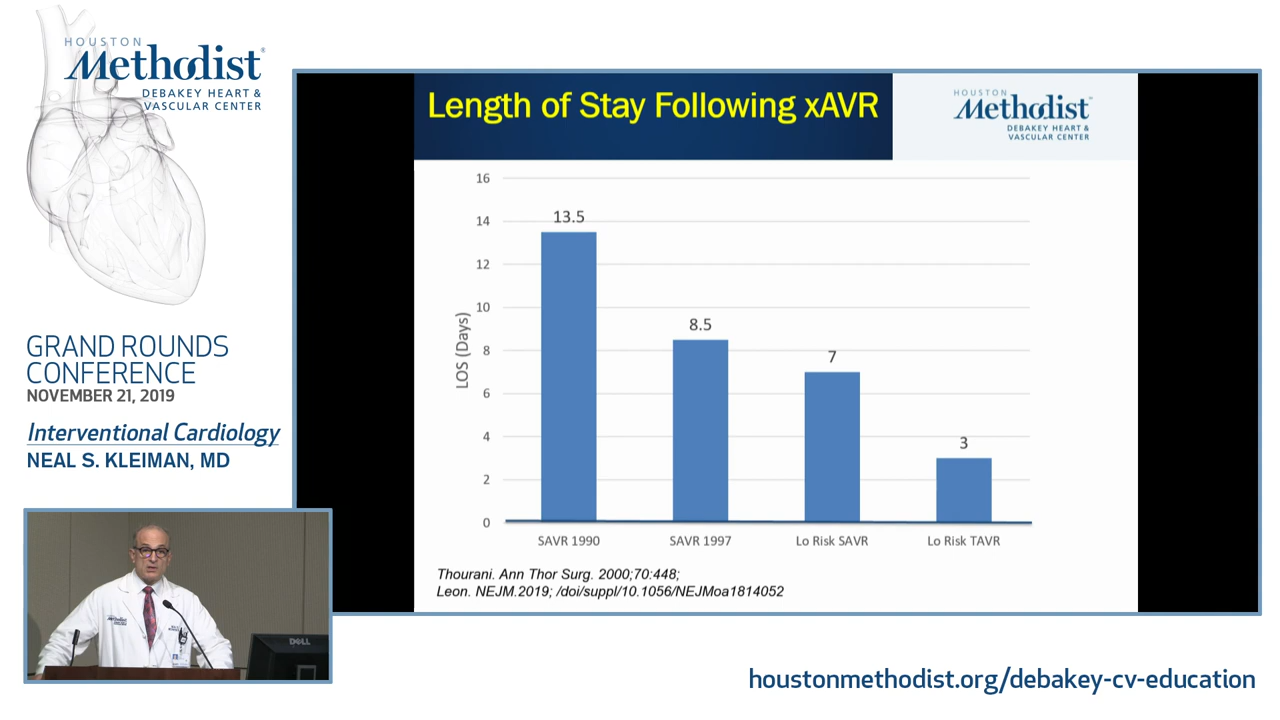 HOUSTON
Methodist®
DEBAKEY HEART &
VASCULAR CENTER
GRAND ROUNDS
CONFERENCE
NOVEMBER 21, 2019
Interventional Cardiology
NEAL S. KLEIMAN, MD
Length of Stay Following xAVR
HOUSTON
Methodist™
DEBAKEY HEART &
VASCULAR CENTER
LOS (Days)
16
14
12
10
8
6
4
2
0
13.5
8.5
7
3
SAVR 1990
SAVR 1997
Lo Risk SAVR
Lo Risk TAVR
Thourani. Ann Thor Surg. 2000;70:448;
Leon. NEJM.2019; /doi/suppl/10.1056/NEJMoa1814052
DELL
houstonmethodist.org/debakey-cv-education